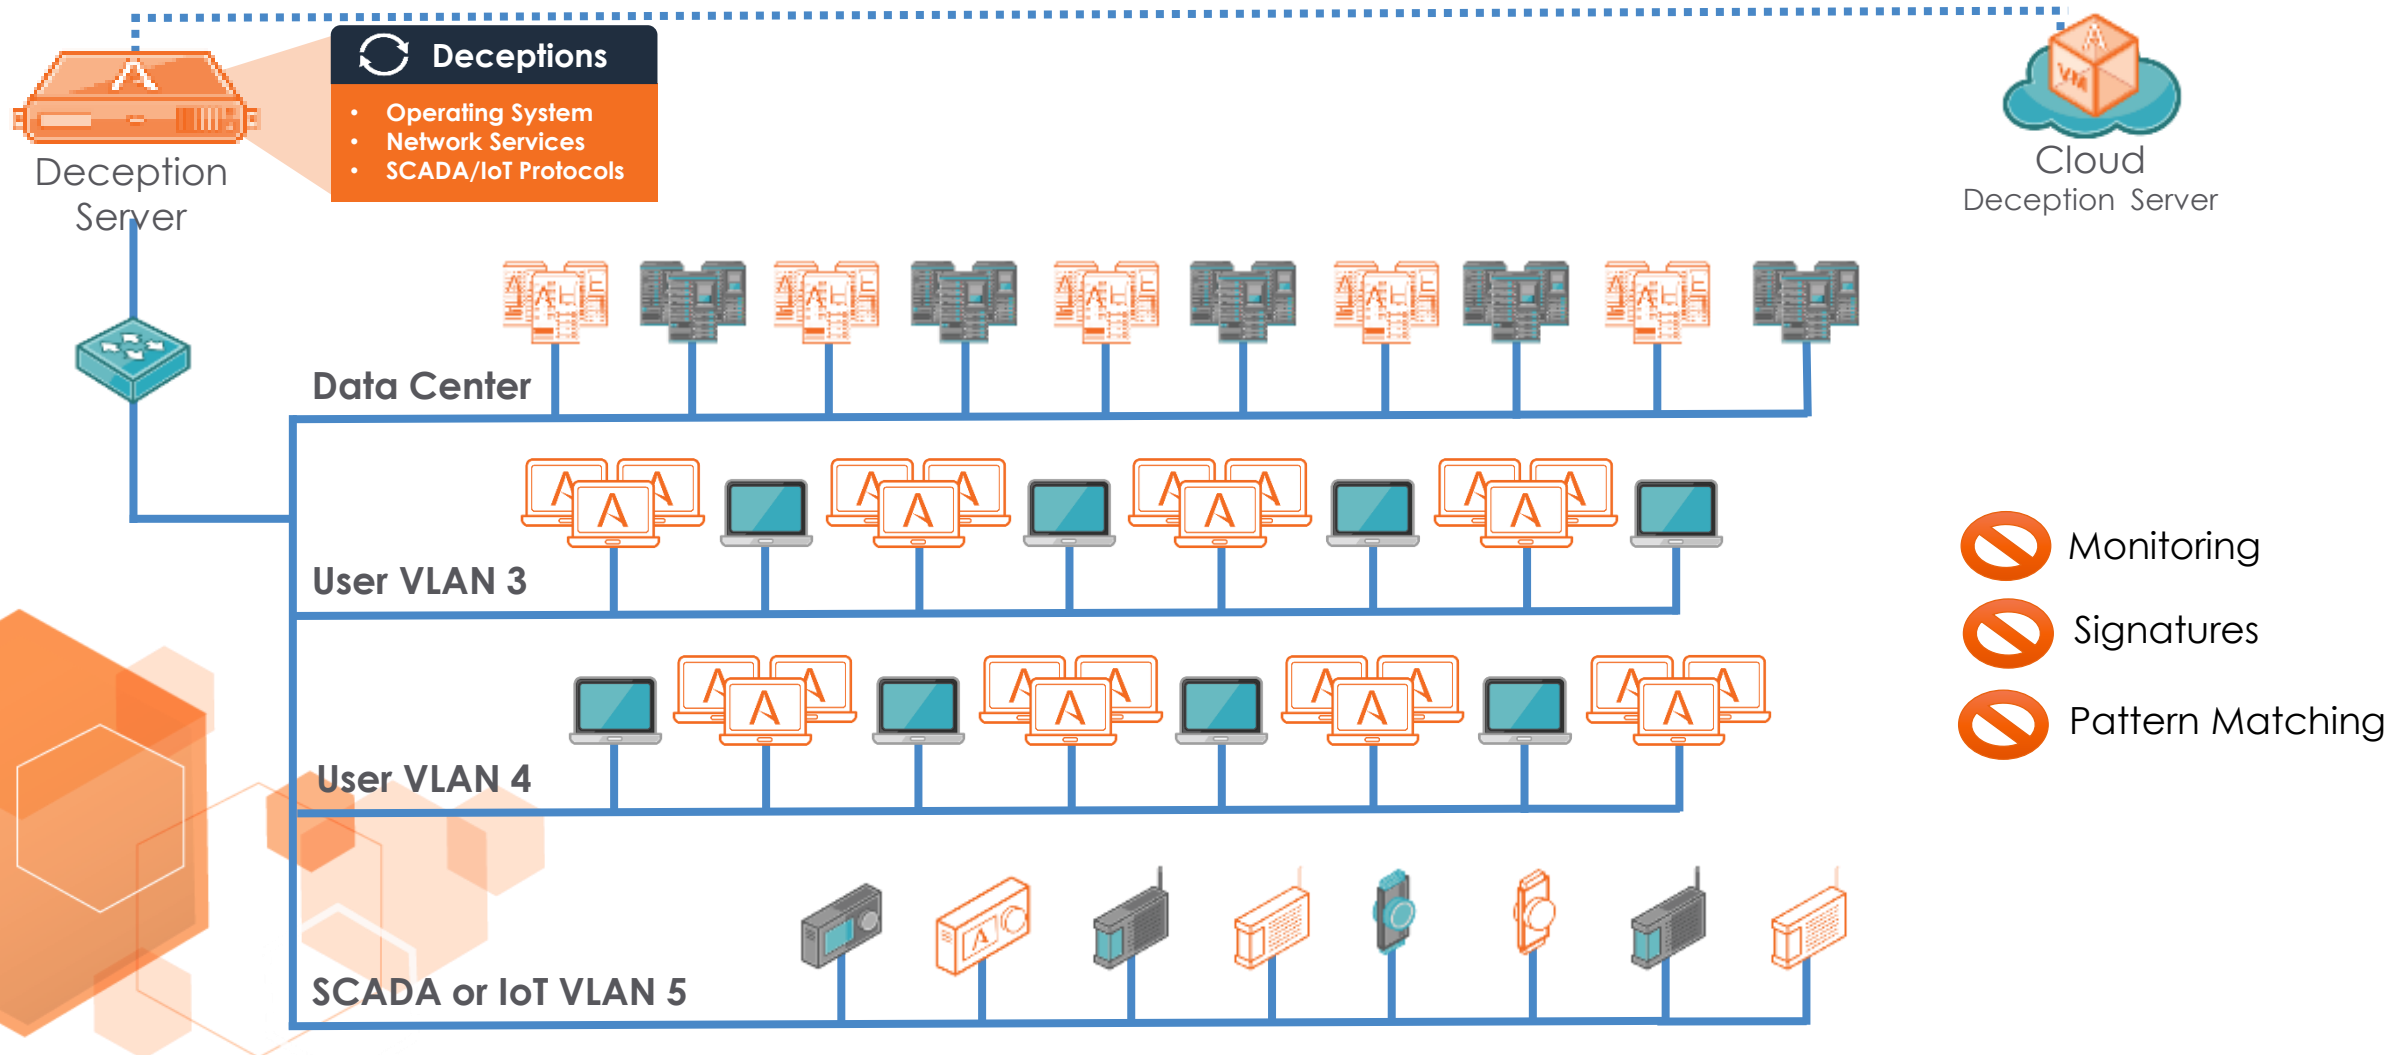 Deceptions
• Operating System
• Network Services
• SCADA/IoT Protocols
Deception
Server
VM
Cloud
Deception Server
Data Center
User VLAN 3
User VLAN 4
SCADA or IoT VLAN 5
Monitoring
Signatures
Pattern Matching